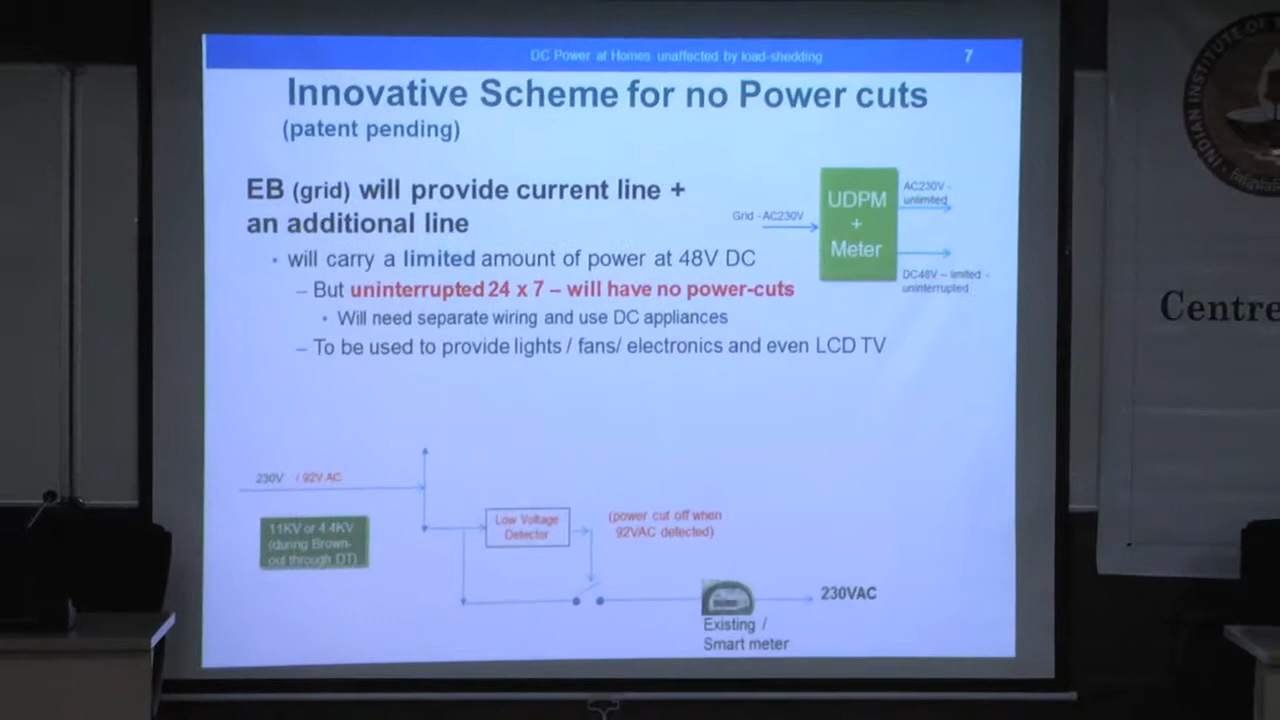 DC Power at Homes unaffected by load-shedding
7
Innovative Scheme for no Power cuts
(patent pending)
EB (grid) will provide current line +
an additional line
• will carry a limited amount of power at 48V DC
– But uninterrupted 24 x 7 – will have no power-cuts
• Will need separate wiring and use DC appliances
– To be used to provide lights / fans/ electronics and even LCD TV
Grid - AC230V
UDPM
+
Meter
AC230V -
unlimited
DC48V – limited -
uninterrupted
230V / 92V AC
11KV or 4.4KV
(during Brown-
out through DT)
Low Voltage
Detector
(power cut off when
92VAC detected)
Existing /
Smart meter
230VAC
INDIAN INSTITUTE OF
Centre